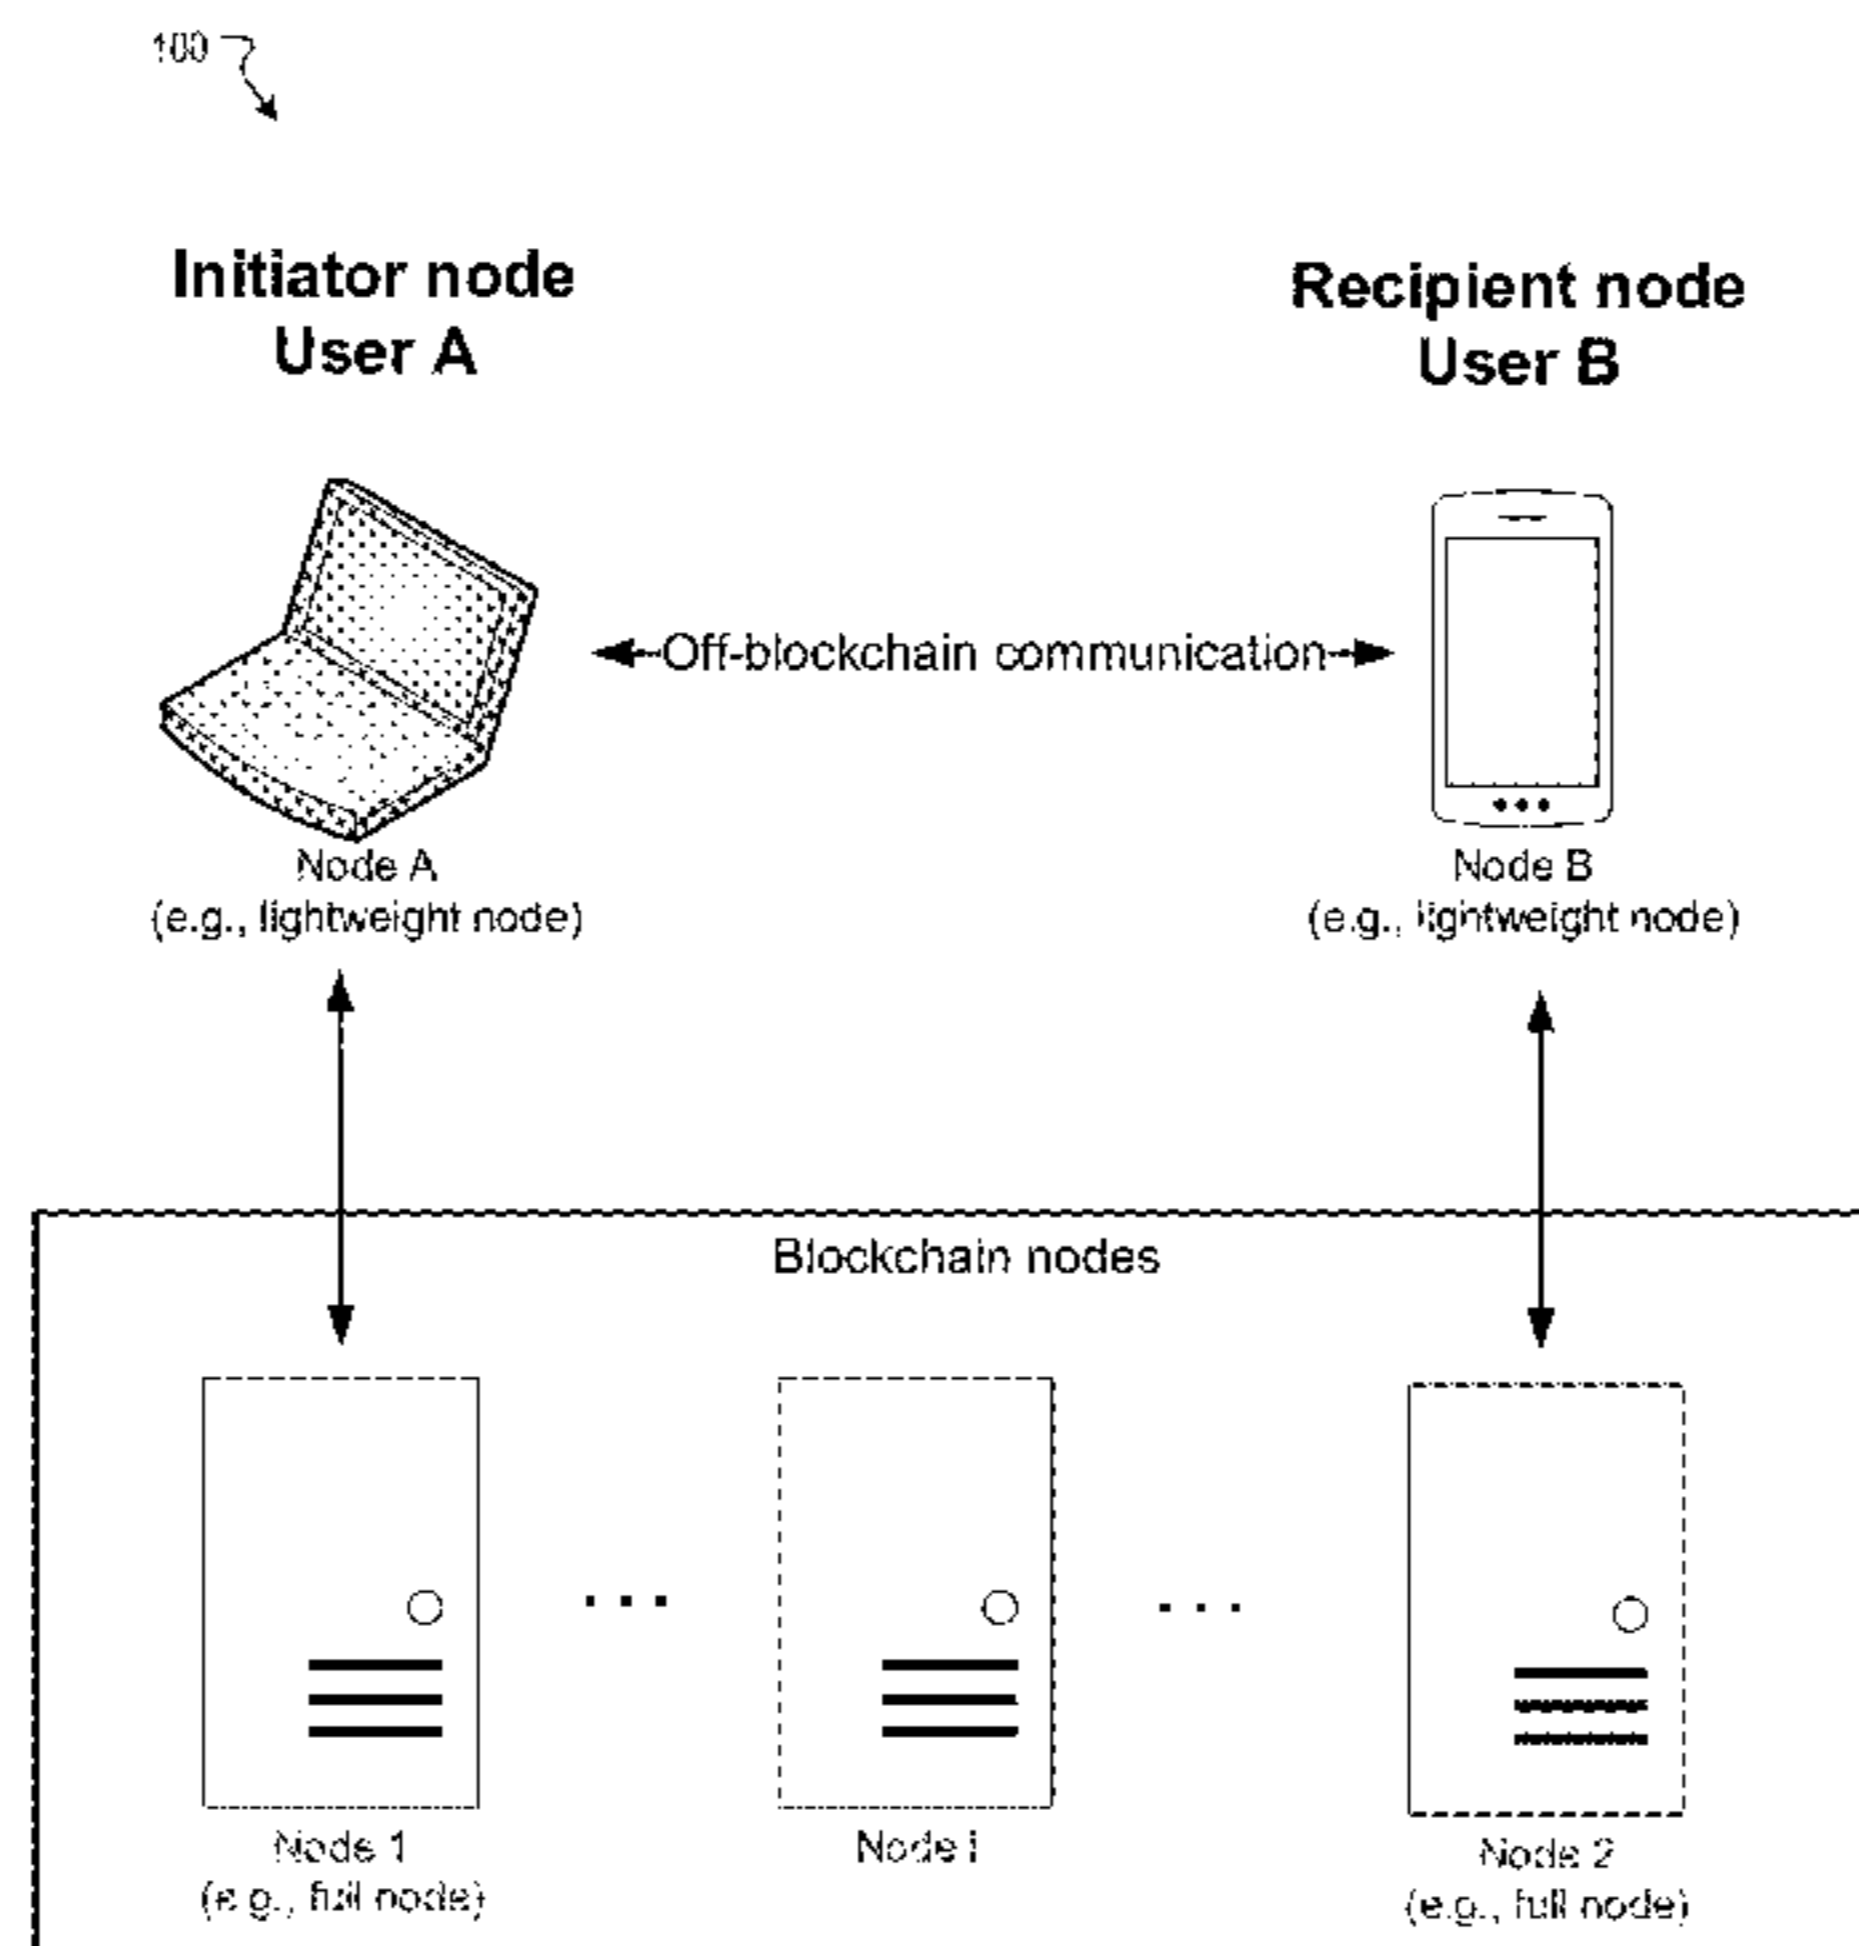 100
Initiator node
User A
Recipient node
User B
Off-blockchain communication
Node A
(e.g., lightweight node)
Node B
(e.g., lightweight node)
Blockchain nodes
Node 1
(e.g., full node)
Node i
Node 2
(e.g., full node)